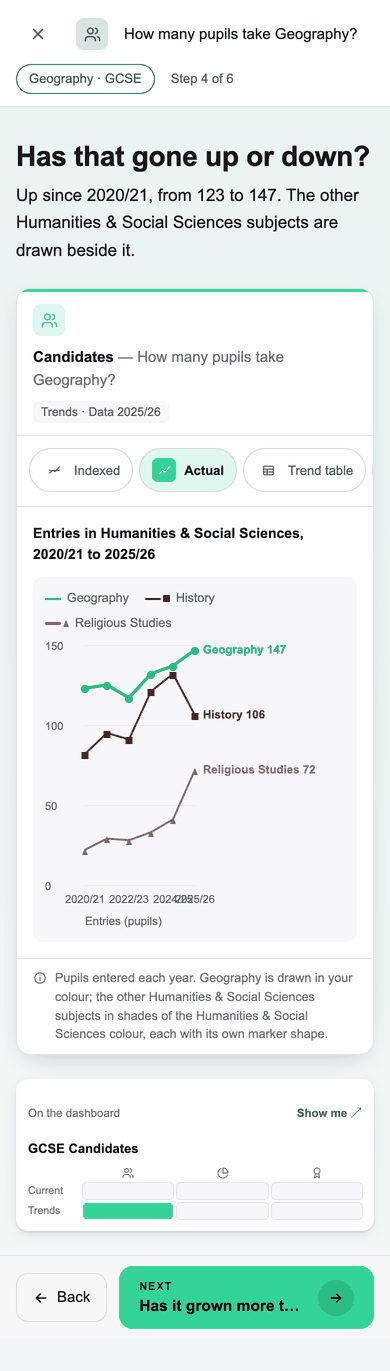 How many pupils take Geography?
Geography · GCSE
Step 4 of 6
Has that gone up or down?
Up since 2020/21, from 123 to 147. The other
Humanities & Social Sciences subjects are
drawn beside it.
Candidates — How many pupils take
Geography?
Trends · Data 2025/26
Indexed
Actual
Trend table
Entries in Humanities & Social Sciences,
2020/21 to 2025/26
Geography
History
Religious Studies
150
Geography 147
100
History 106
Religious Studies 72
50
0
2020/21 2022/23 2024/25 2025/26
Entries (pupils)
Pupils entered each year. Geography is drawn in your
colour; the other Humanities & Social Sciences
subjects in shades of the Humanities & Social
Sciences colour, each with its own marker shape.
On the dashboard
Show me
GCSE Candidates
Current
Trends
Back
NEXT
Has it grown more t...